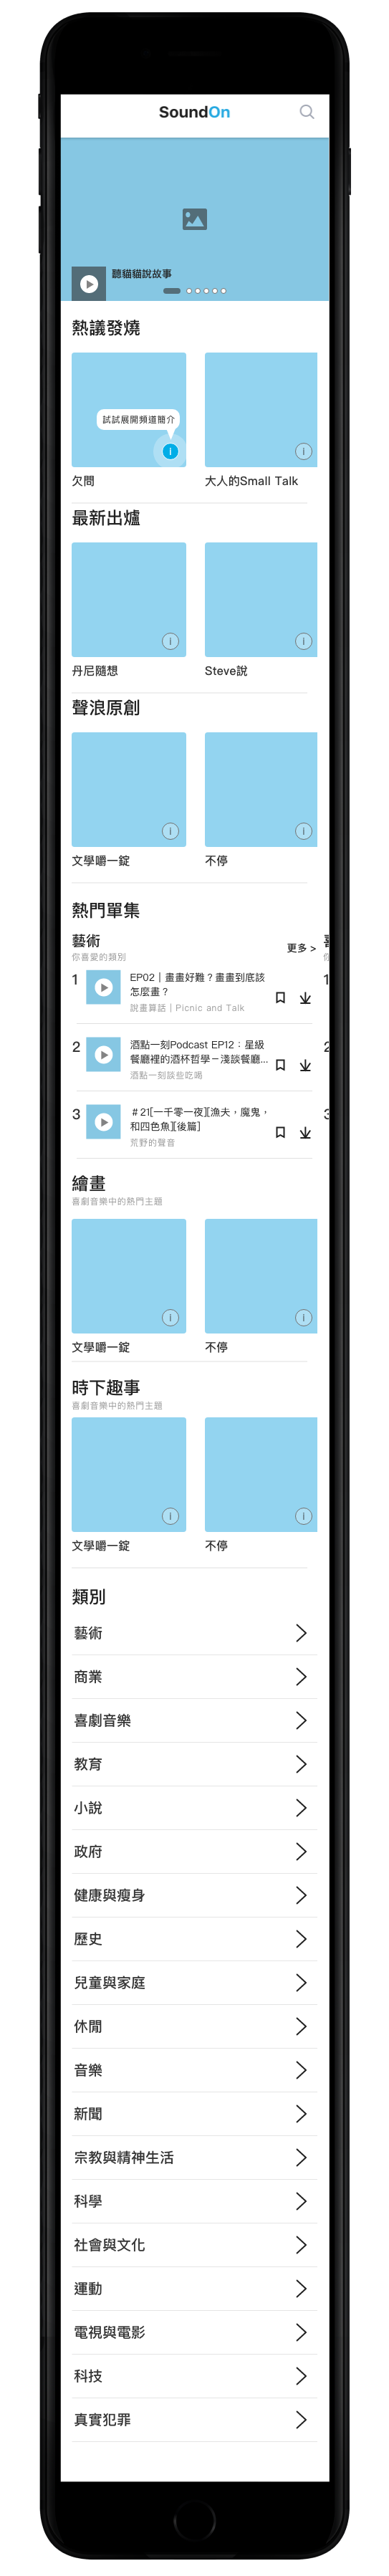 SoundOn
聽貓貓說故事
熱議發燒
試試展開頻道簡介
欠問
大人的Small Talk
最新出爐
丹尼隨想
Steve說
聲浪原創
文學嚼一錠
不停
熱門單集
藝術
你喜愛的類別
更多 >
1
EP02｜畫畫好難？畫畫到底該
怎麼畫？
說畫算話｜Picnic and Talk
2
酒點一刻Podcast EP12：星級
餐廳裡的酒杯哲學－淺談餐廳...
酒點一刻談些吃喝
3
＃21[一千零一夜][漁夫，魔鬼，
和四色魚][後篇]
荒野的聲音
繪畫
喜劇音樂中的熱門主題
文學嚼一錠
不停
時下趣事
喜劇音樂中的熱門主題
文學嚼一錠
不停
類別
藝術
商業
喜劇音樂
教育
小說
政府
健康與瘦身
歷史
兒童與家庭
休閒
音樂
新聞
宗教與精神生活
科學
社會與文化
運動
電視與電影
科技
真實犯罪